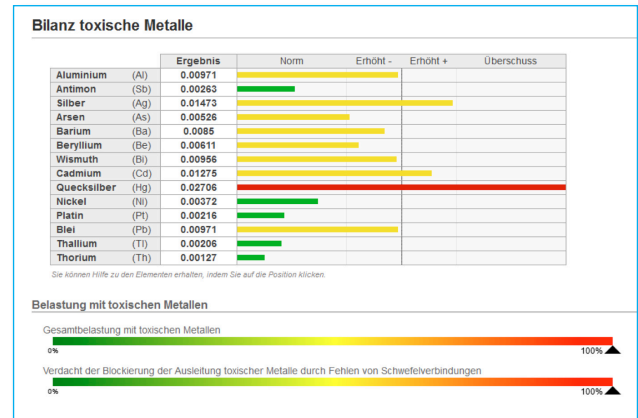 Bilanz toxische Metalle
Ergebnis Norm Erhöht - Erhöht + Überschuss
Aluminium (Al) 0.00971
Antimon (Sb) 0.00263
Silber (Ag) 0.01473
Arsen (As) 0.00526
Barium (Ba) 0.0085
Beryllium (Be) 0.00611
Wismuth (Bi) 0.00956
Cadmium (Cd) 0.01275
Quecksilber (Hg) 0.02706
Nickel (Ni) 0.00372
Platin (Pt) 0.00216
Blei (Pb) 0.00971
Thallium (Tl) 0.00206
Thorium (Th) 0.00127
Sie können Hilfe zu den Elementen erhalten, indem Sie auf die Position klicken.
Belastung mit toxischen Metallen
Gesamtbelastung mit toxischen Metallen
0% 100%
Verdacht der Blockierung der Ausleitung toxischer Metalle durch Fehlen von Schwefelverbindungen
0% 100%